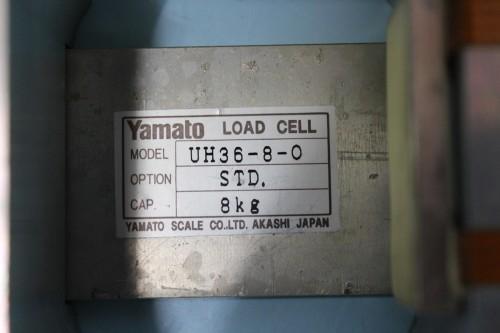 Yamato LOAD CELL
MODEL UH36-8-0
OPTION STD.
CAP. 8kg
YAMATO SCALE CO.,LTD. AKASHI JAPAN